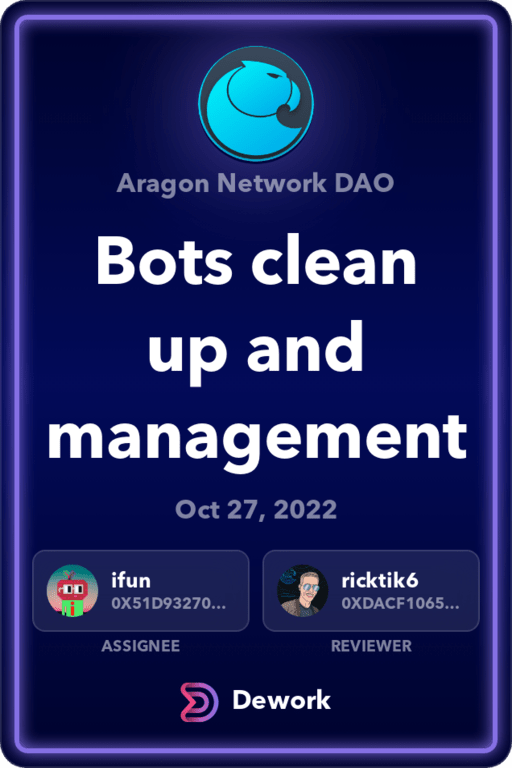 Aragon Network DAO
Bots clean
up and
management
Oct 27, 2022
ifun
0X51D93270...
ricktik6
0XDACF1065...
ASSIGNEE
REVIEWER
Dework